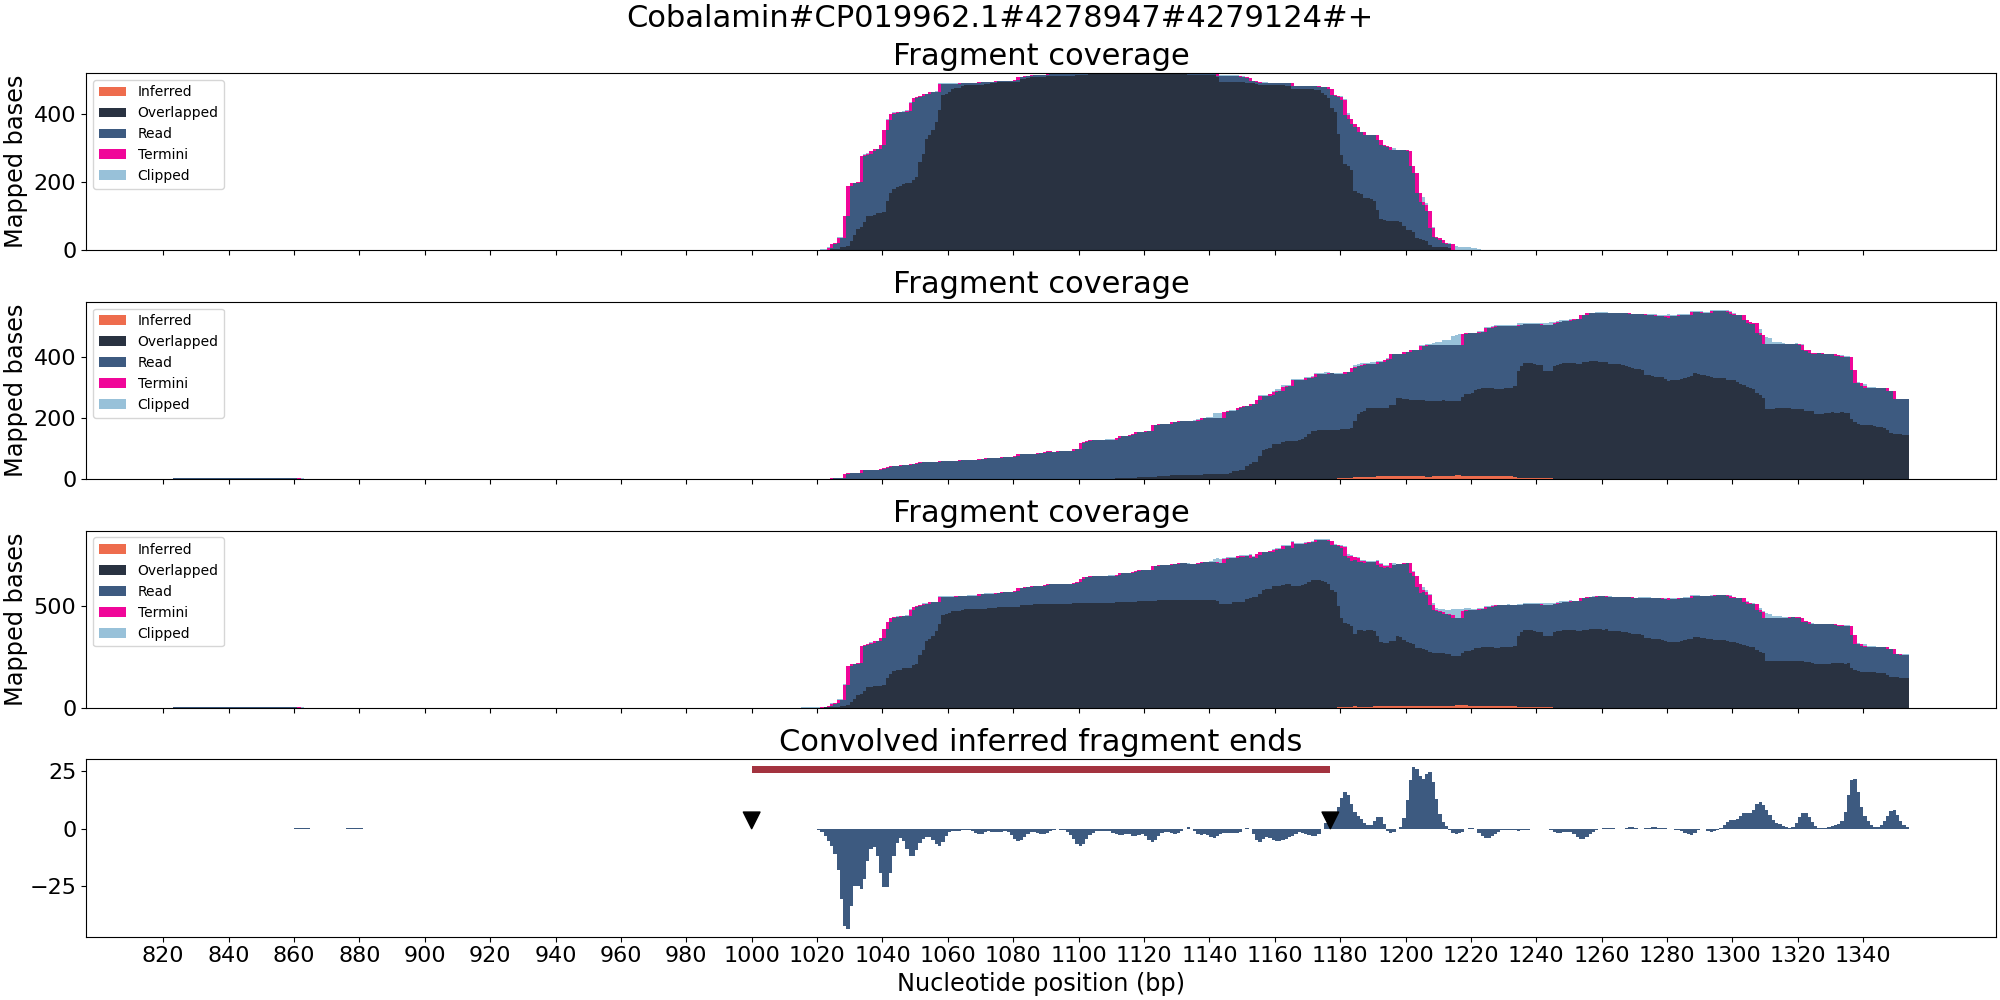 Cobalamin#CP019962.1#4278947#4279124#+
Fragment coverage
Mapped bases
400
200
0
Inferred
Overlapped
Read
Termini
Clipped
Fragment coverage
Mapped bases
400
200
0
Inferred
Overlapped
Read
Termini
Clipped
Fragment coverage
Mapped bases
500
0
Inferred
Overlapped
Read
Termini
Clipped
Convolved inferred fragment ends
25
0
−25
820 840 860 880 900 920 940 960 980 1000 1020 1040 1060 1080 1100 1120 1140 1160 1180 1200 1220 1240 1260 1280 1300 1320 1340
Nucleotide position (bp)